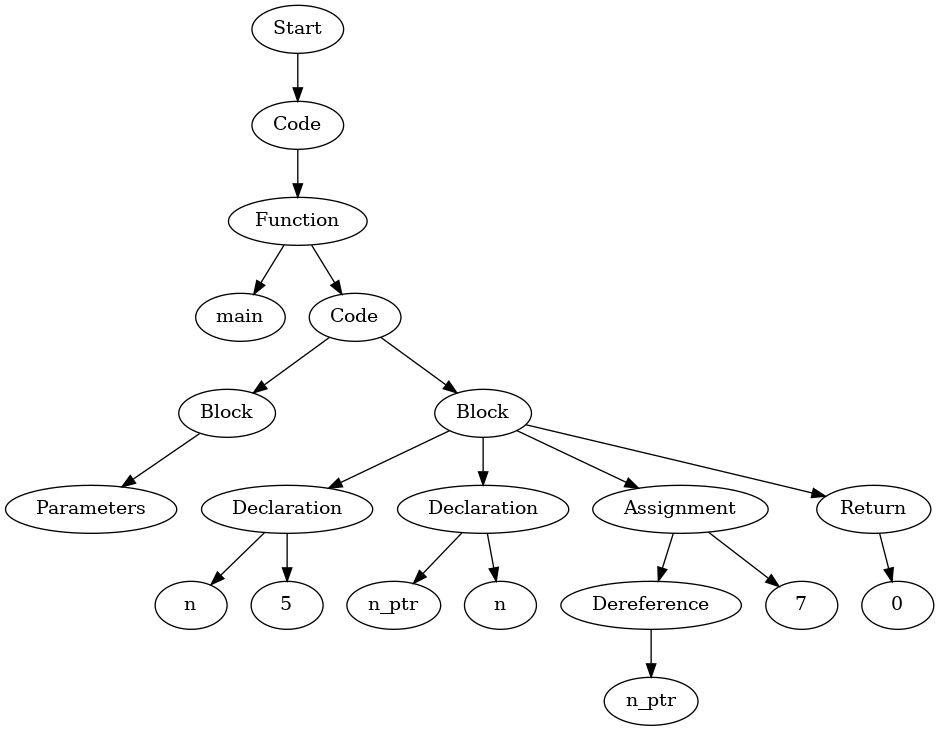 Start
Code
Function
main
Code
Block
Block
Parameters
Declaration
Declaration
Assignment
Return
n
5
n_ptr
n
Dereference
7
0
n_ptr